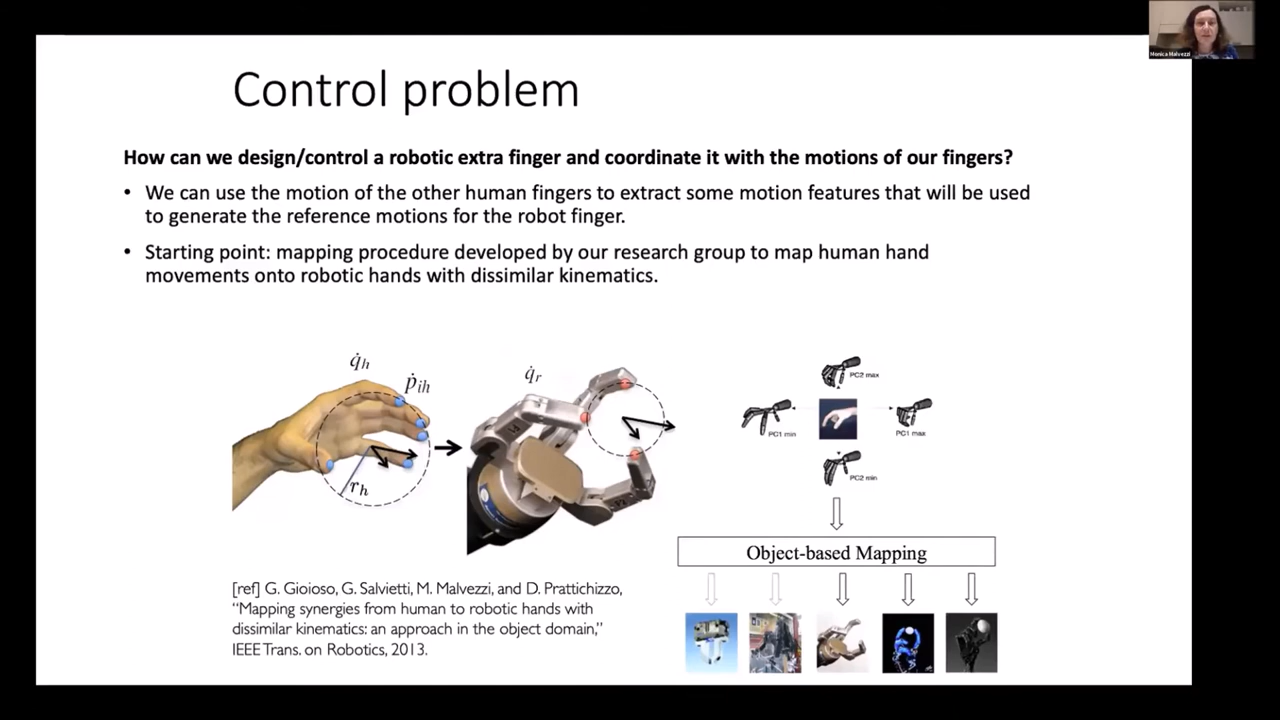 Monica Malvezzi
Control problem
How can we design/control a robotic extra finger and coordinate it with the motions of our fingers?
• We can use the motion of the other human fingers to extract some motion features that will be used
to generate the reference motions for the robot finger.
• Starting point: mapping procedure developed by our research group to map human hand
movements onto robotic hands with dissimilar kinematics.
q̇h
ṗih
rh
q̇r
PC2 max
PC1 min
PC1 max
PC2 min
Object-based Mapping
[ref] G. Gioioso, G. Salvietti, M. Malvezzi, and D. Prattichizzo,
“Mapping synergies from human to robotic hands with
dissimilar kinematics: an approach in the object domain,”
IEEE Trans. on Robotics, 2013.